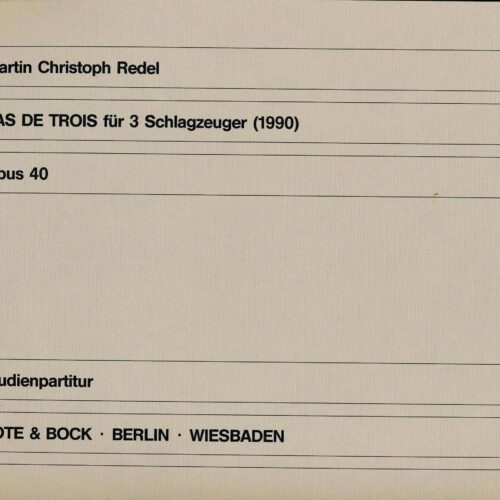 artin Christoph Redel
AS DE TROIS für 3 Schlagzeuger (1990)
pus 40
udienpartitur
OTE & BOCK · BERLIN · WIESBADEN